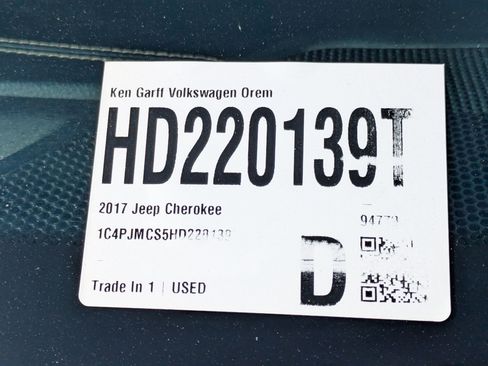 Ken Garff Volkswagen Orem
HD220139T
2017 Jeep Cherokee
1C4PJMCS5HD220139
D
Trade In 1 | USED